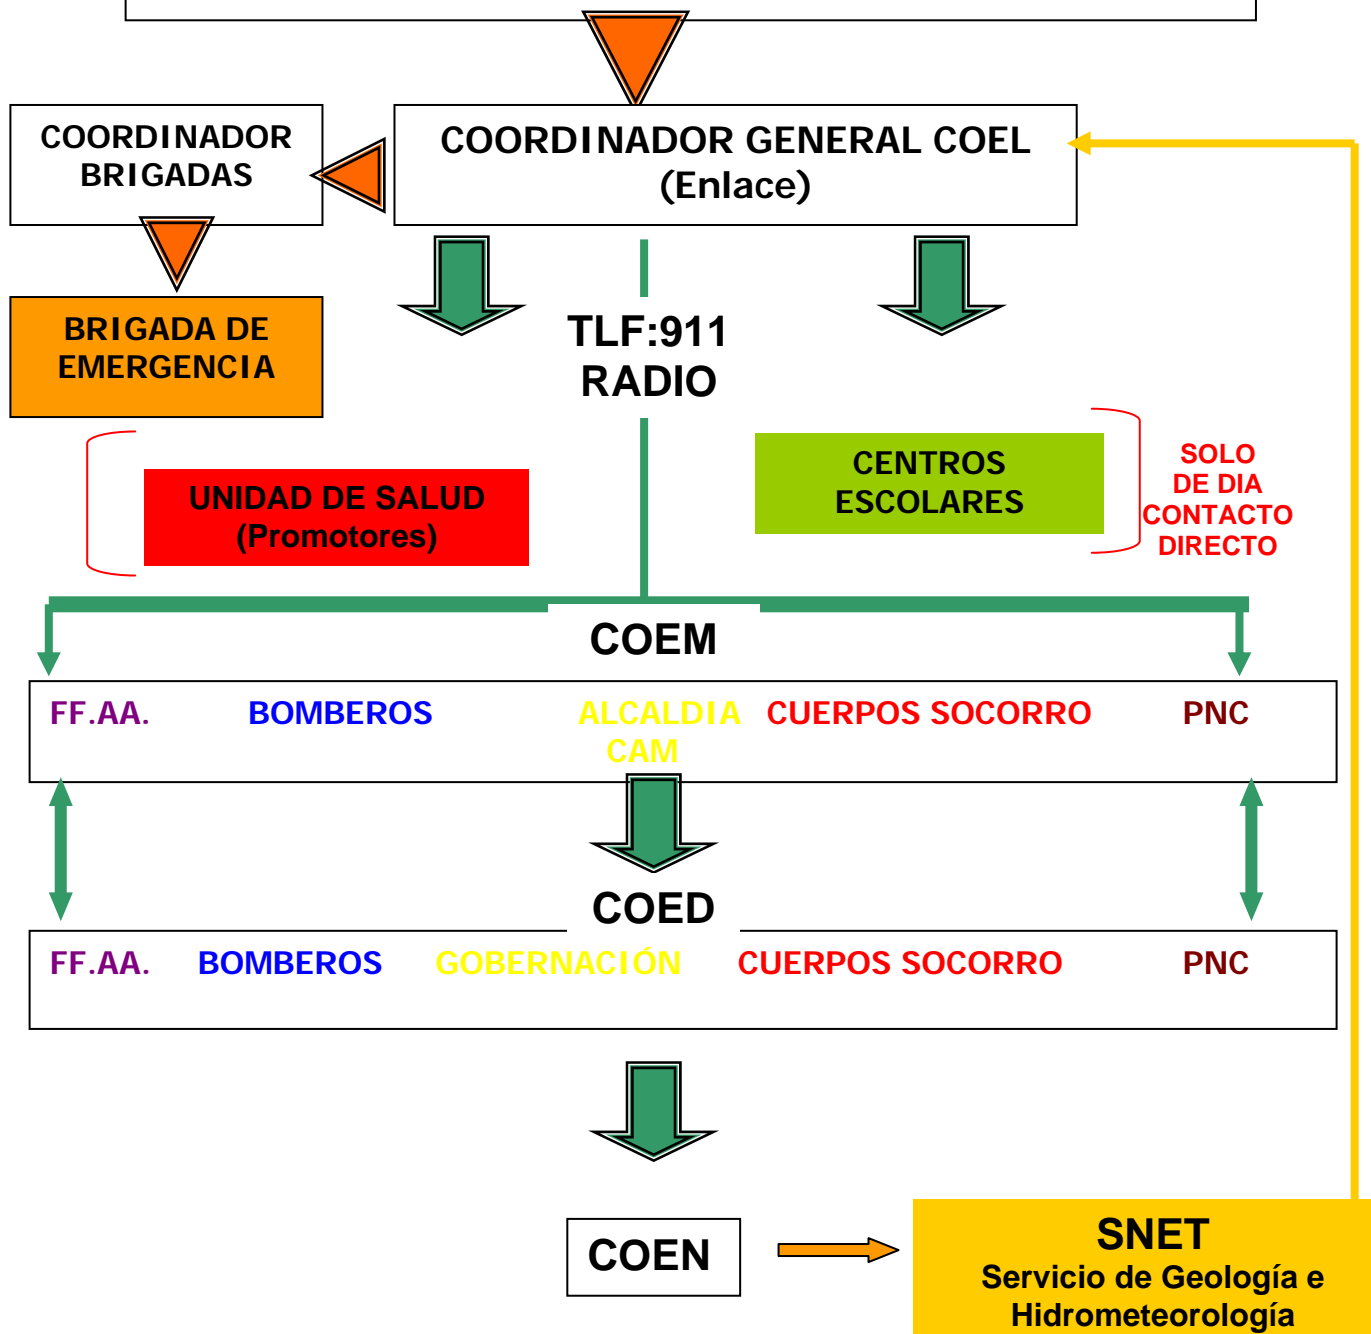 COORDINADOR
BRIGADAS
COORDINADOR GENERAL COEL
(Enlace)
BRIGADA DE
EMERGENCIA
TLF:911
RADIO
UNIDAD DE SALUD
(Promotores)
CENTROS
ESCOLARES
SOLO
DE DIA
CONTACTO
DIRECTO
COEM
FF.AA. BOMBEROS ALCALDIA CUERPOS SOCORRO PNC
CAM
COED
FF.AA. BOMBEROS GOBERNACIÓN CUERPOS SOCORRO PNC
COEN
SNET
Servicio de Geología e
Hidrometeorología